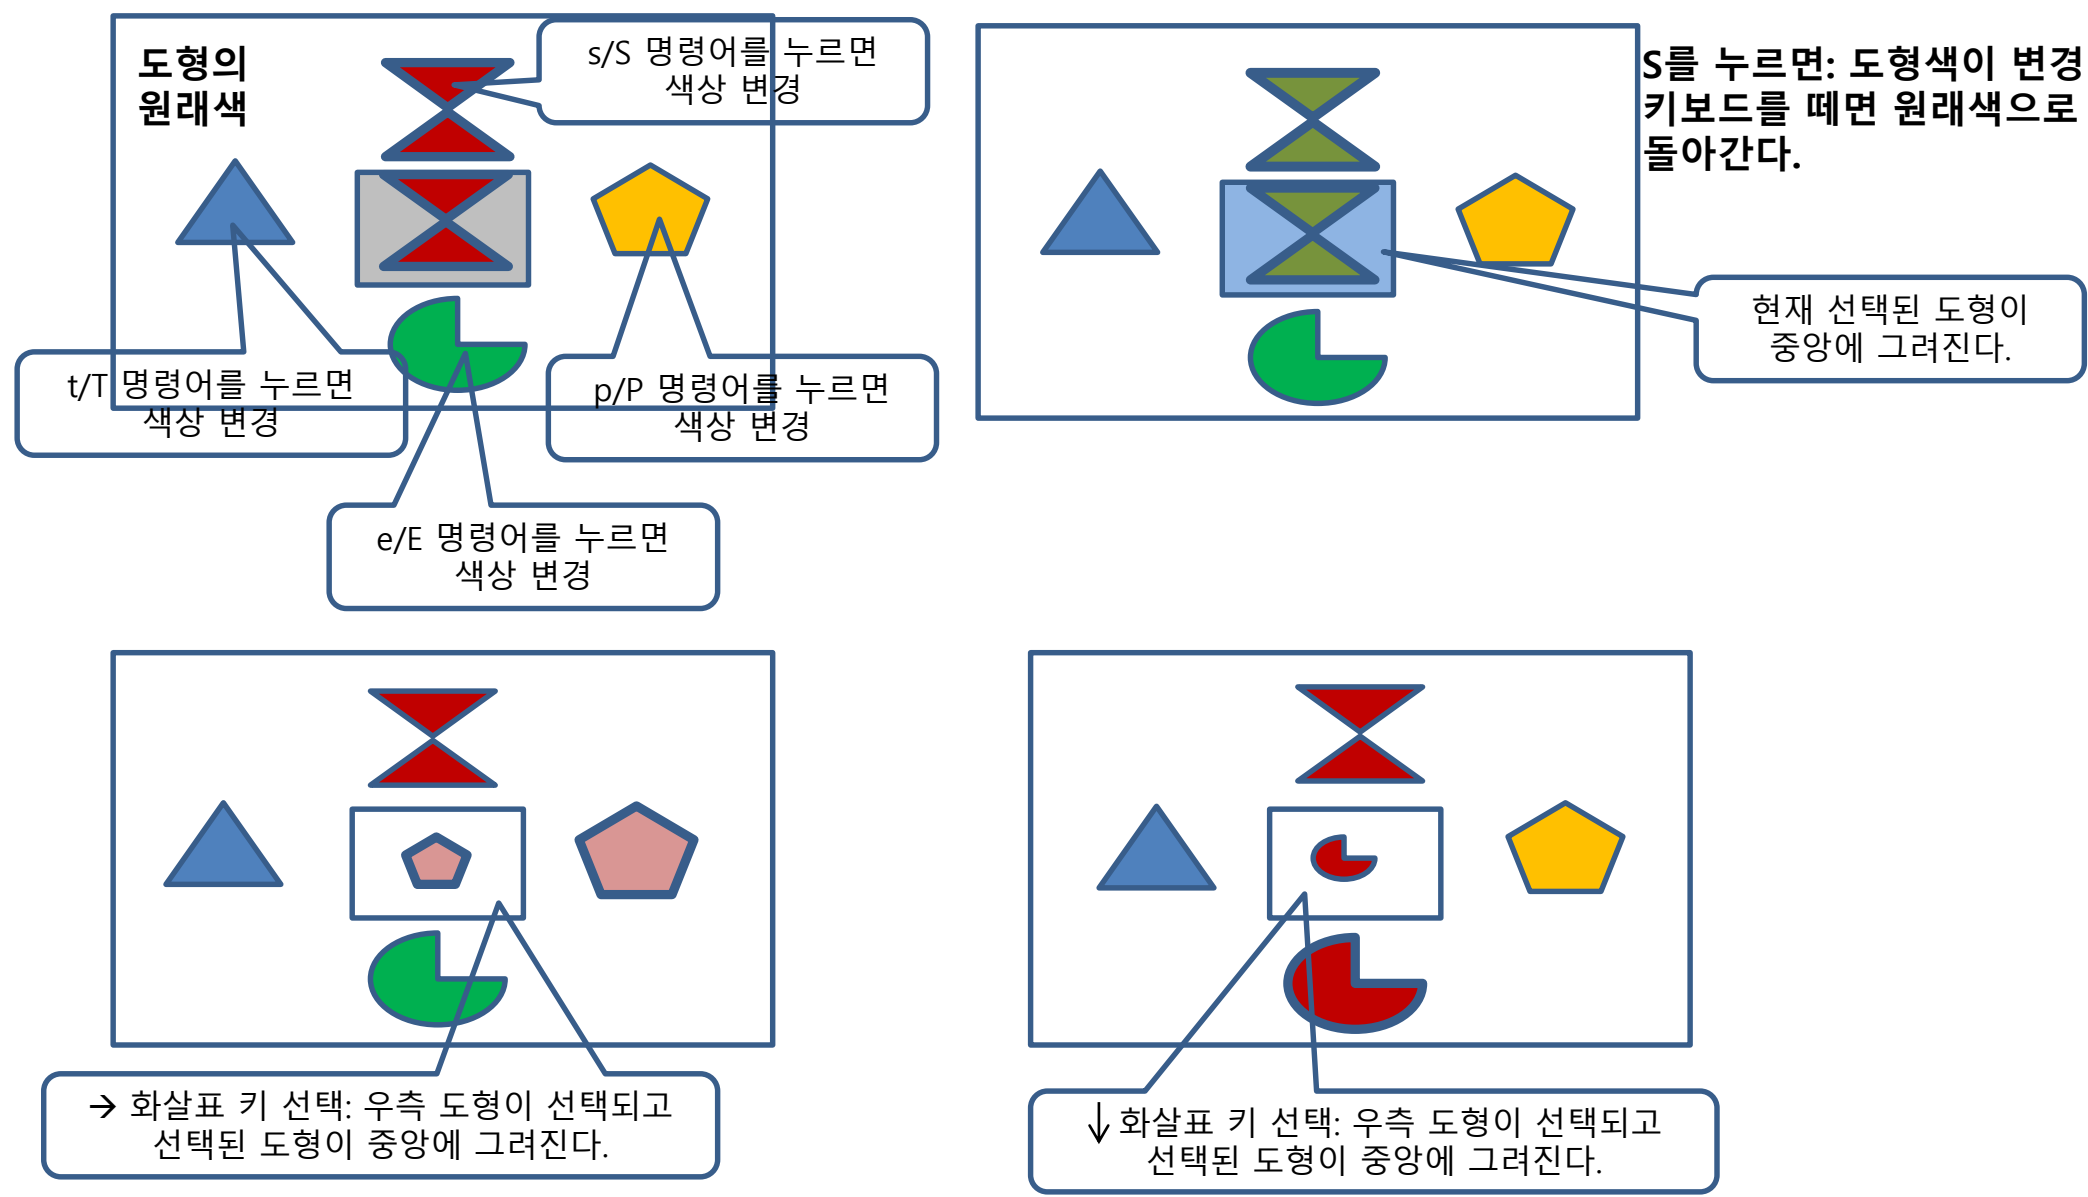 도형의
원래색
s/S 명령어를 누르면
색상 변경
t/T 명령어를 누르면
색상 변경
p/P 명령어를 누르면
색상 변경
e/E 명령어를 누르면
색상 변경
S를 누르면: 도형색이 변경
키보드를 떼면 원래색으로
돌아간다.
현재 선택된 도형이
중앙에 그려진다.
→ 화살표 키 선택: 우측 도형이 선택되고
선택된 도형이 중앙에 그려진다.
↓ 화살표 키 선택: 우측 도형이 선택되고
선택된 도형이 중앙에 그려진다.